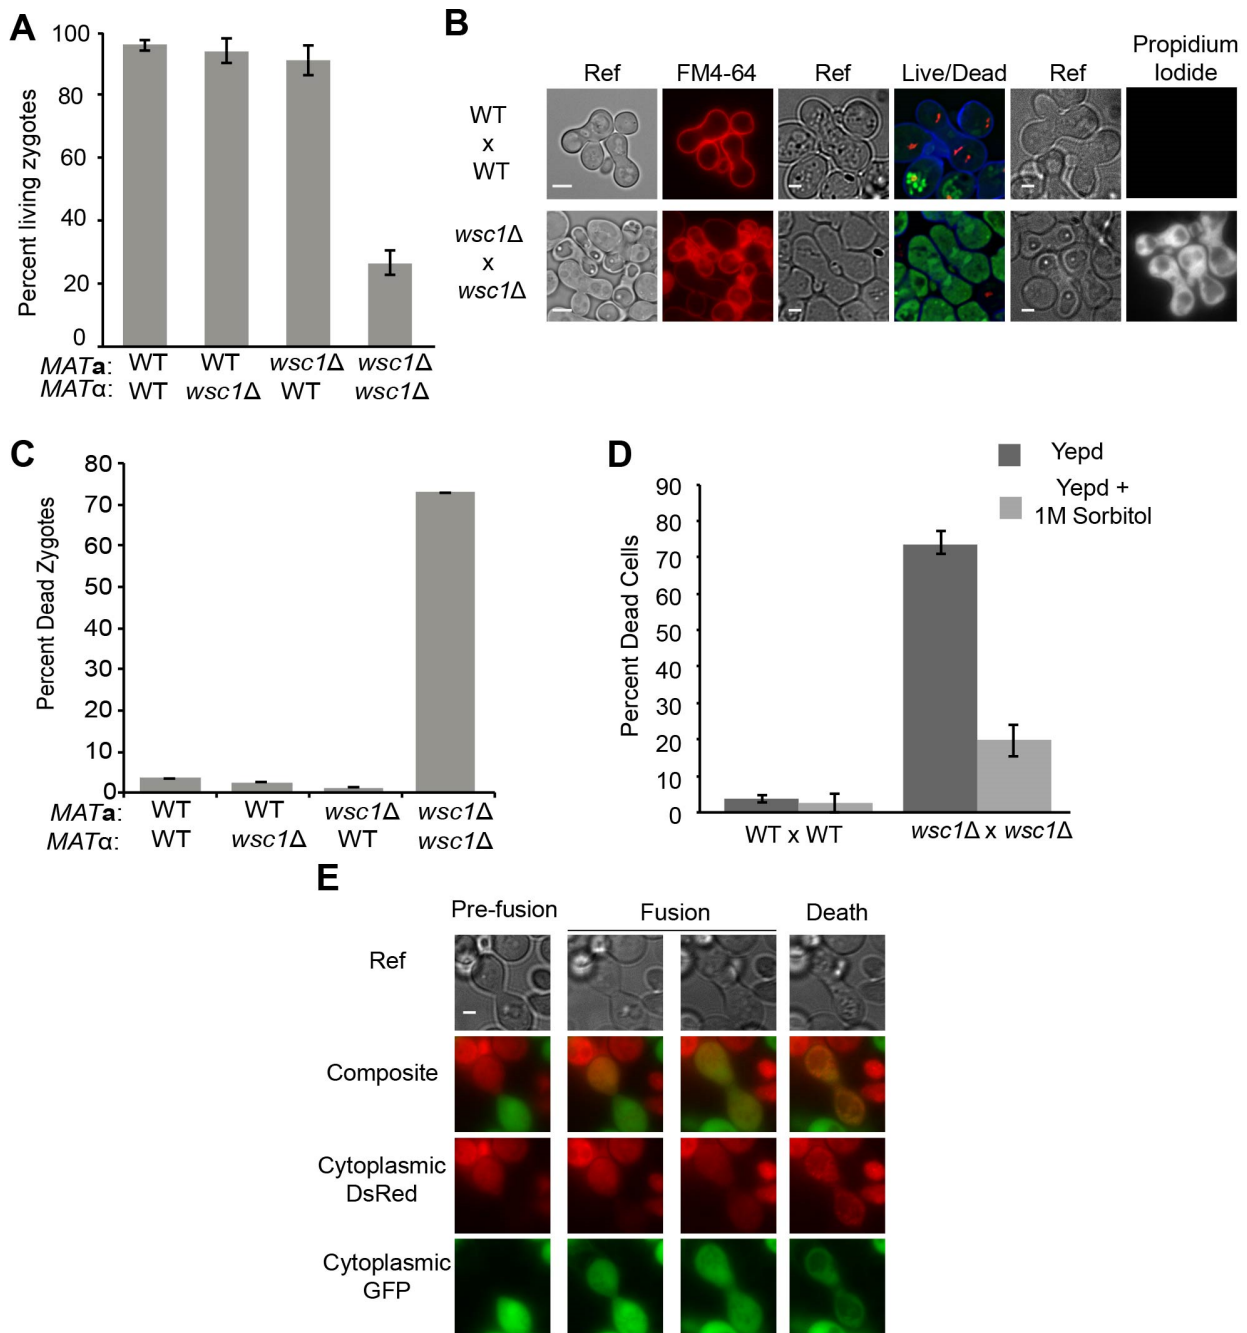 A
Percent living zygotes
100
80
60
40
20
0
MATa: WT WT wsc1Δ wsc1Δ
MATα: WT wsc1Δ WT wsc1Δ
B
Ref FM4-64 Ref Live/Dead Ref Propidium Iodide
WT
x
WT
wsc1Δ
x
wsc1Δ
C
Percent Dead Zygotes
80
70
60
50
40
30
20
10
0
MATa: WT WT wsc1Δ wsc1Δ
MATα: WT wsc1Δ WT wsc1Δ
D
Yepd
Yepd +
1M Sorbitol
Percent Dead Cells
90
80
70
60
50
40
30
20
10
0
WT x WT wsc1Δ x wsc1Δ
E
Pre-fusion Fusion Death
Ref
Composite
Cytoplasmic
DsRed
Cytoplasmic
GFP